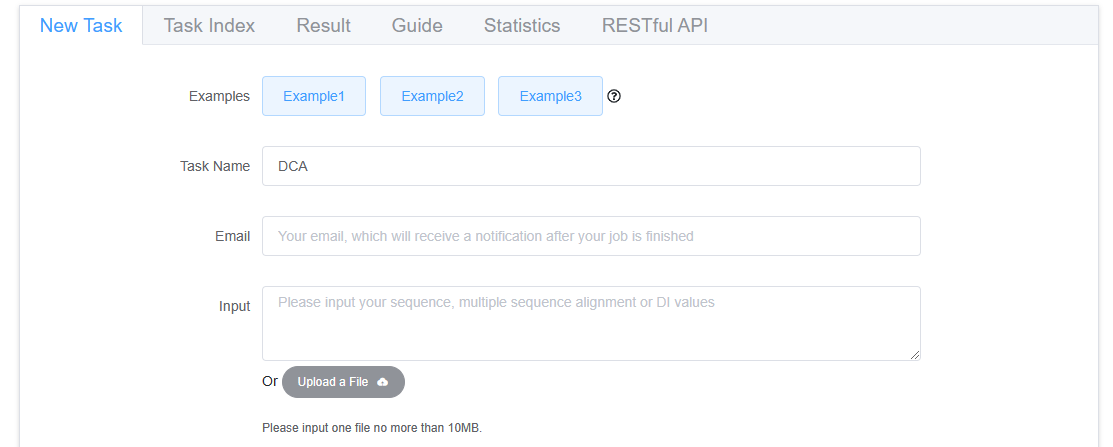 New Task Task Index Result Guide Statistics RESTful API
Examples Example1 Example2 Example3 ?
Task Name DCA
Email Your email, which will receive a notification after your job is finished
Input Please input your sequence, multiple sequence alignment or DI values
Or Upload a File
Please input one file no more than 10MB.